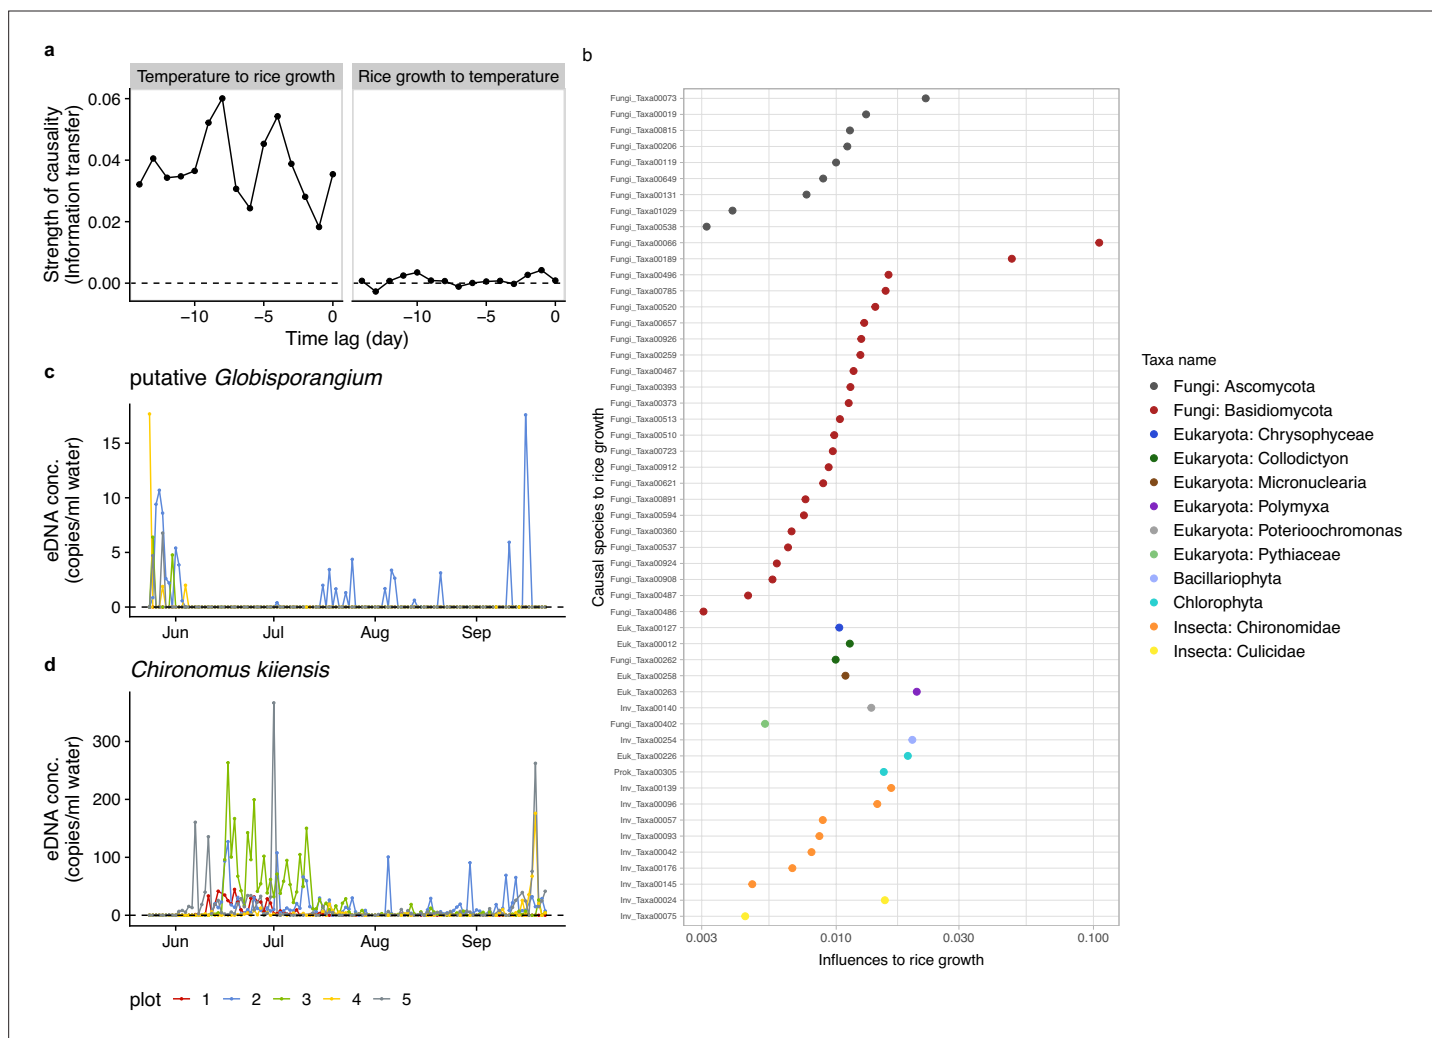 a
Temperature to rice growth
Rice growth to temperature
Strength of causality
(Information transfer)
0.06
0.04
0.02
0.00
−10
−5
0
−10
−5
0
Time lag (day)
b
Causal species to rice growth
Fungi_Taxa00073
Fungi_Taxa00019
Fungi_Taxa00815
Fungi_Taxa00206
Fungi_Taxa00119
Fungi_Taxa00649
Fungi_Taxa00131
Fungi_Taxa01029
Fungi_Taxa00538
Fungi_Taxa00066
Fungi_Taxa00189
Fungi_Taxa00496
Fungi_Taxa00785
Fungi_Taxa00520
Fungi_Taxa00657
Fungi_Taxa00926
Fungi_Taxa00259
Fungi_Taxa00467
Fungi_Taxa00393
Fungi_Taxa00373
Fungi_Taxa00513
Fungi_Taxa00510
Fungi_Taxa00723
Fungi_Taxa00912
Fungi_Taxa00621
Fungi_Taxa00891
Fungi_Taxa00594
Fungi_Taxa00360
Fungi_Taxa00537
Fungi_Taxa00924
Fungi_Taxa00908
Fungi_Taxa00487
Fungi_Taxa00486
Euk_Taxa00127
Euk_Taxa00012
Fungi_Taxa00262
Euk_Taxa00258
Euk_Taxa00263
Inv_Taxa00140
Fungi_Taxa00402
Inv_Taxa00254
Euk_Taxa00226
Prok_Taxa00305
Inv_Taxa00139
Inv_Taxa00096
Inv_Taxa00057
Inv_Taxa00093
Inv_Taxa00042
Inv_Taxa00176
Inv_Taxa00145
Inv_Taxa00024
Inv_Taxa00075
0.003
0.010
0.030
0.100
Influences to rice growth
Taxa name
Fungi: Ascomycota
Fungi: Basidiomycota
Eukaryota: Chrysophyceae
Eukaryota: Collodictyon
Eukaryota: Micronuclearia
Eukaryota: Polymyxa
Eukaryota: Poterioochromonas
Eukaryota: Pythiaceae
Bacillariophyta
Chlorophyta
Insecta: Chironomidae
Insecta: Culicidae
c
putative Globisporangium
eDNA conc.
(copies/ml water)
15
10
5
0
Jun
Jul
Aug
Sep
d
Chironomus kiiensis
eDNA conc.
(copies/ml water)
300
200
100
0
Jun
Jul
Aug
Sep
plot
1
2
3
4
5